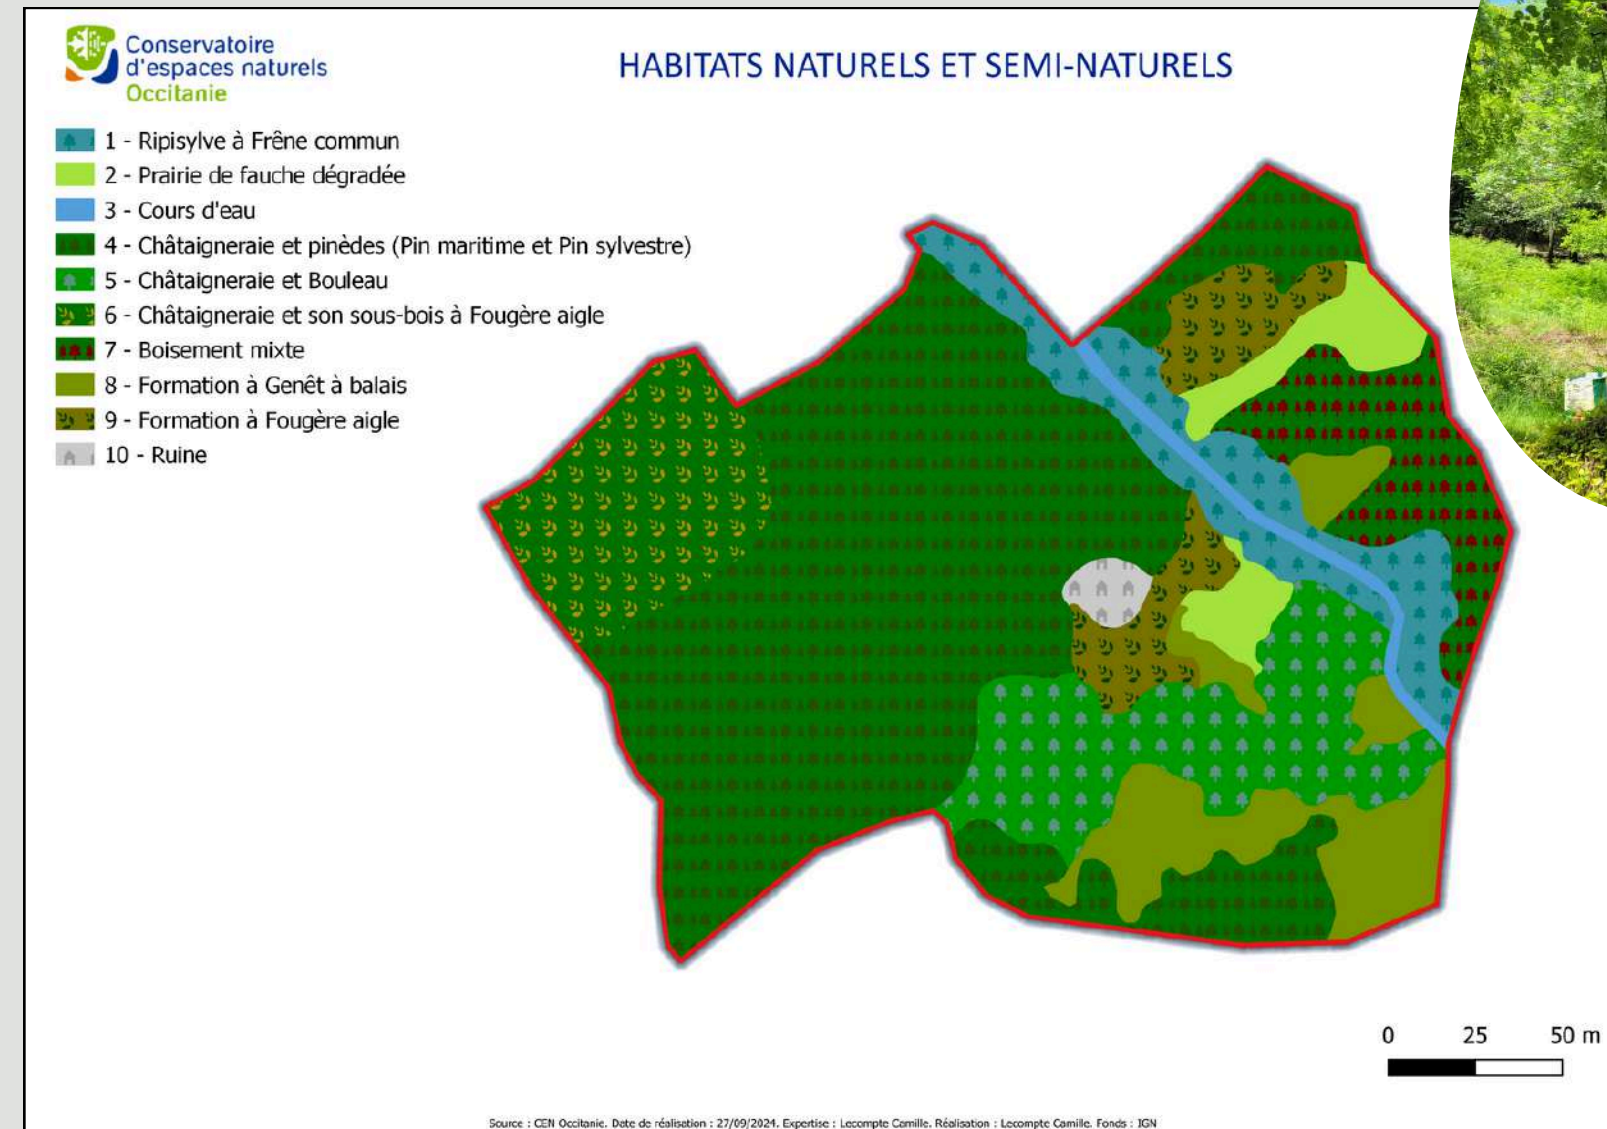 Conservatoire
d'espaces naturels
Occitanie
HABITATS NATURELS ET SEMI-NATURELS
1 - Ripisylve à Frêne commun
2 - Prairie de fauche dégradée
3 - Cours d'eau
4 - Châtaigneraie et pinèdes (Pin maritime et Pin sylvestre)
5 - Châtaigneraie et Bouleau
6 - Châtaigneraie et son sous-bois à Fougère aigle
7 - Boisement mixte
8 - Formation à Genêt à balais
9 - Formation à Fougère aigle
10 - Ruine
0 25 50 m
Source : CEN Occitanie. Date de réalisation : 27/09/2024. Expertise : Lecompte Camille. Réalisation : Lecompte Camille. Fonds : IGN